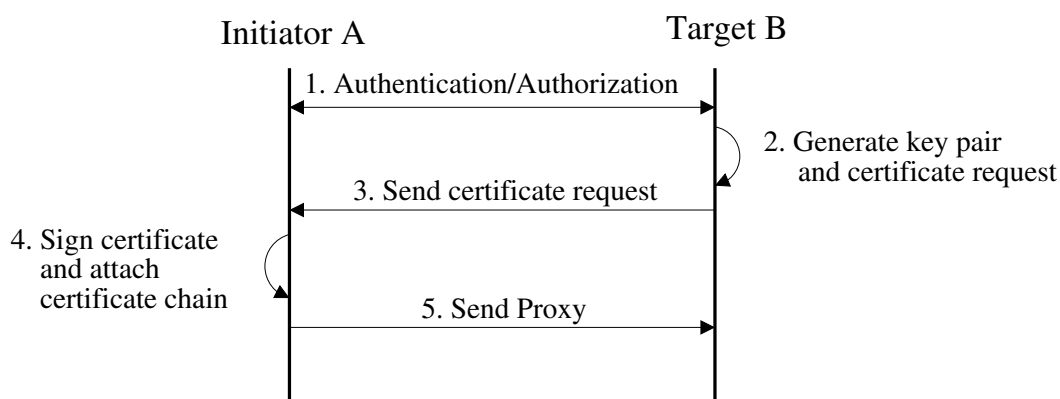 Initiator A
Target B
1. Authentication/Authorization
2. Generate key pair
and certificate request
3. Send certificate request
4. Sign certificate
and attach
certificate chain
5. Send Proxy